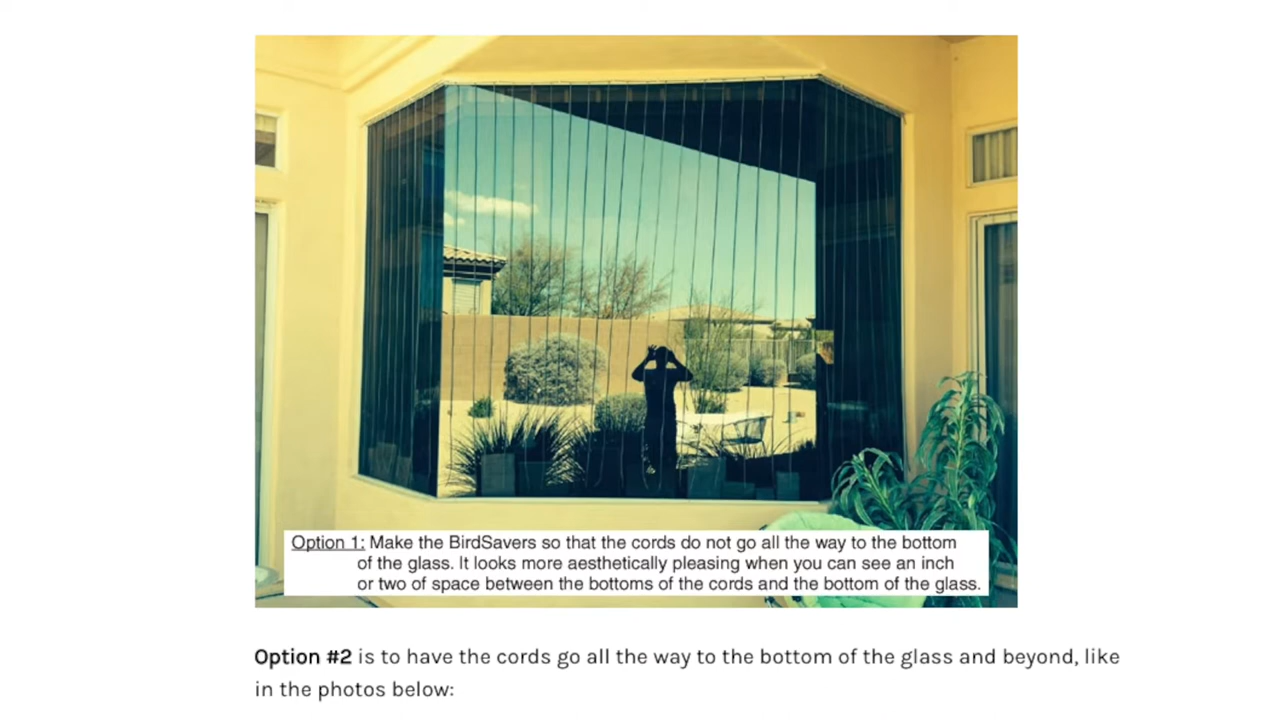 Option 1: Make the BirdSavers so that the cords do not go all the way to the bottom
of the glass. It looks more aesthetically pleasing when you can see an inch
or two of space between the bottoms of the cords and the bottom of the glass.
Option #2 is to have the cords go all the way to the bottom of the glass and beyond, like
in the photos below: